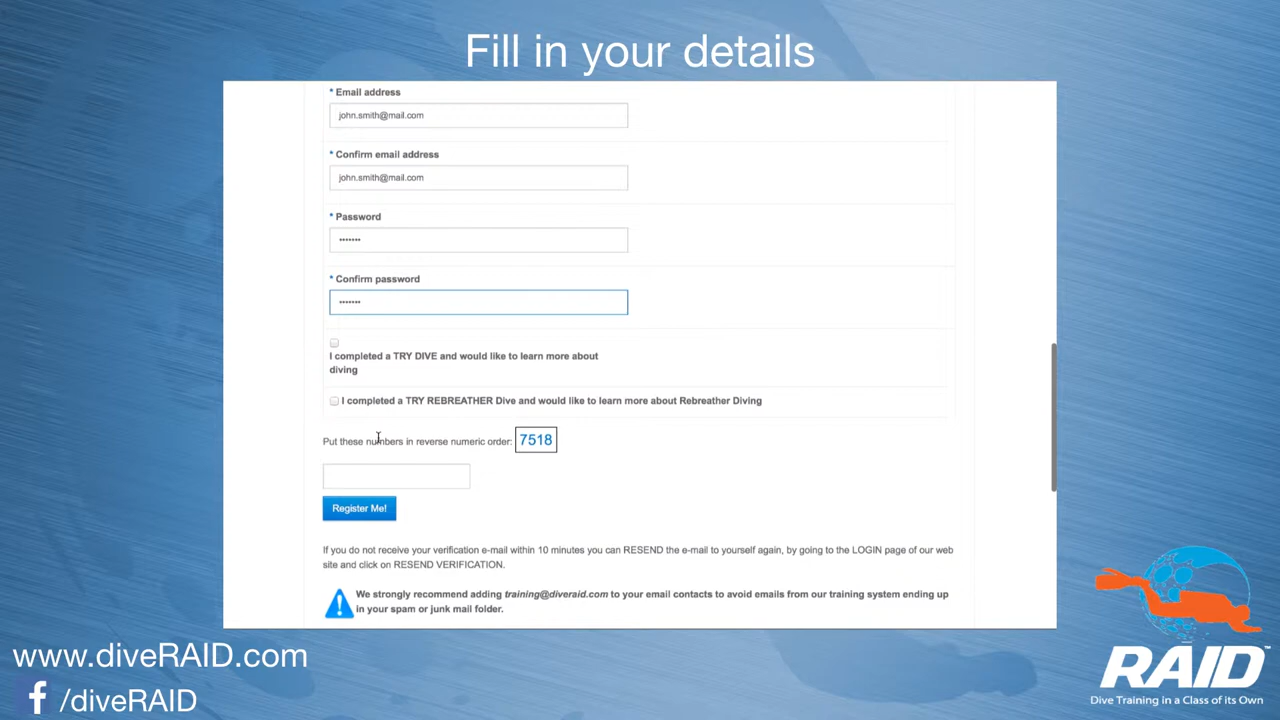 Fill in your details
* Email address
john.smith@mail.com
* Confirm email address
john.smith@mail.com
* Password
•••••••
* Confirm password
•••••••
I completed a TRY DIVE and would like to learn more about
diving
I completed a TRY REBREATHER Dive and would like to learn more about Rebreather Diving
Put these numbers in reverse numeric order: 7518
Register Me!
If you do not receive your verification e-mail within 10 minutes you can RESEND the e-mail to yourself again, by going to the LOGIN page of our web
site and click on RESEND VERIFICATION.
We strongly recommend adding training@diveraid.com to your email contacts to avoid emails from our training system ending up
in your spam or junk mail folder.
www.diveRAID.com
f /diveRAID
RAID™
Dive Training in a Class of its Own